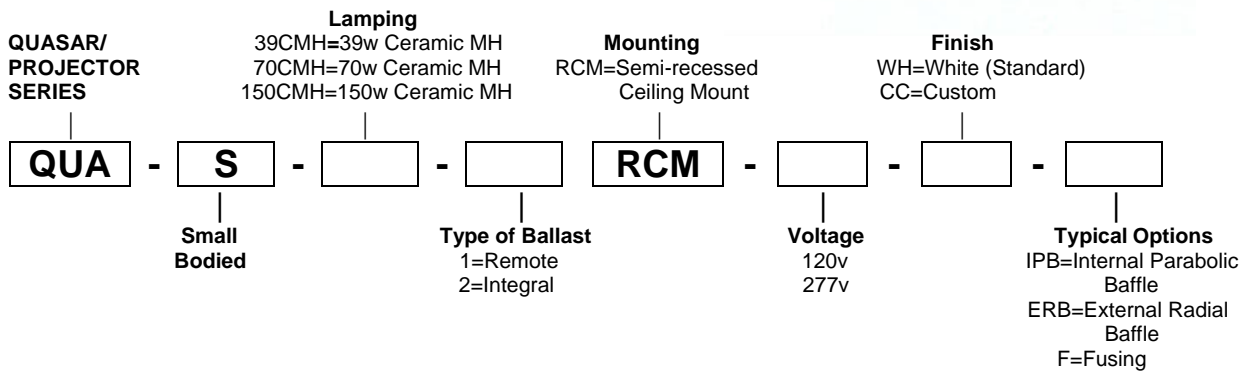 Lamping
QUASAR/ 39CMH=39w Ceramic MH Mounting Finish
PROJECTOR 70CMH=70w Ceramic MH RCM=Semi-recessed WH=White (Standard)
SERIES 150CMH=150w Ceramic MH Ceiling Mount CC=Custom
QUA - S - - RCM - - -
Small Type of Ballast Voltage Typical Options
Bodied 1=Remote 120v IPB=Internal Parabolic
2=Integral 277v Baffle
ERB=External Radial
Baffle
F=Fusing